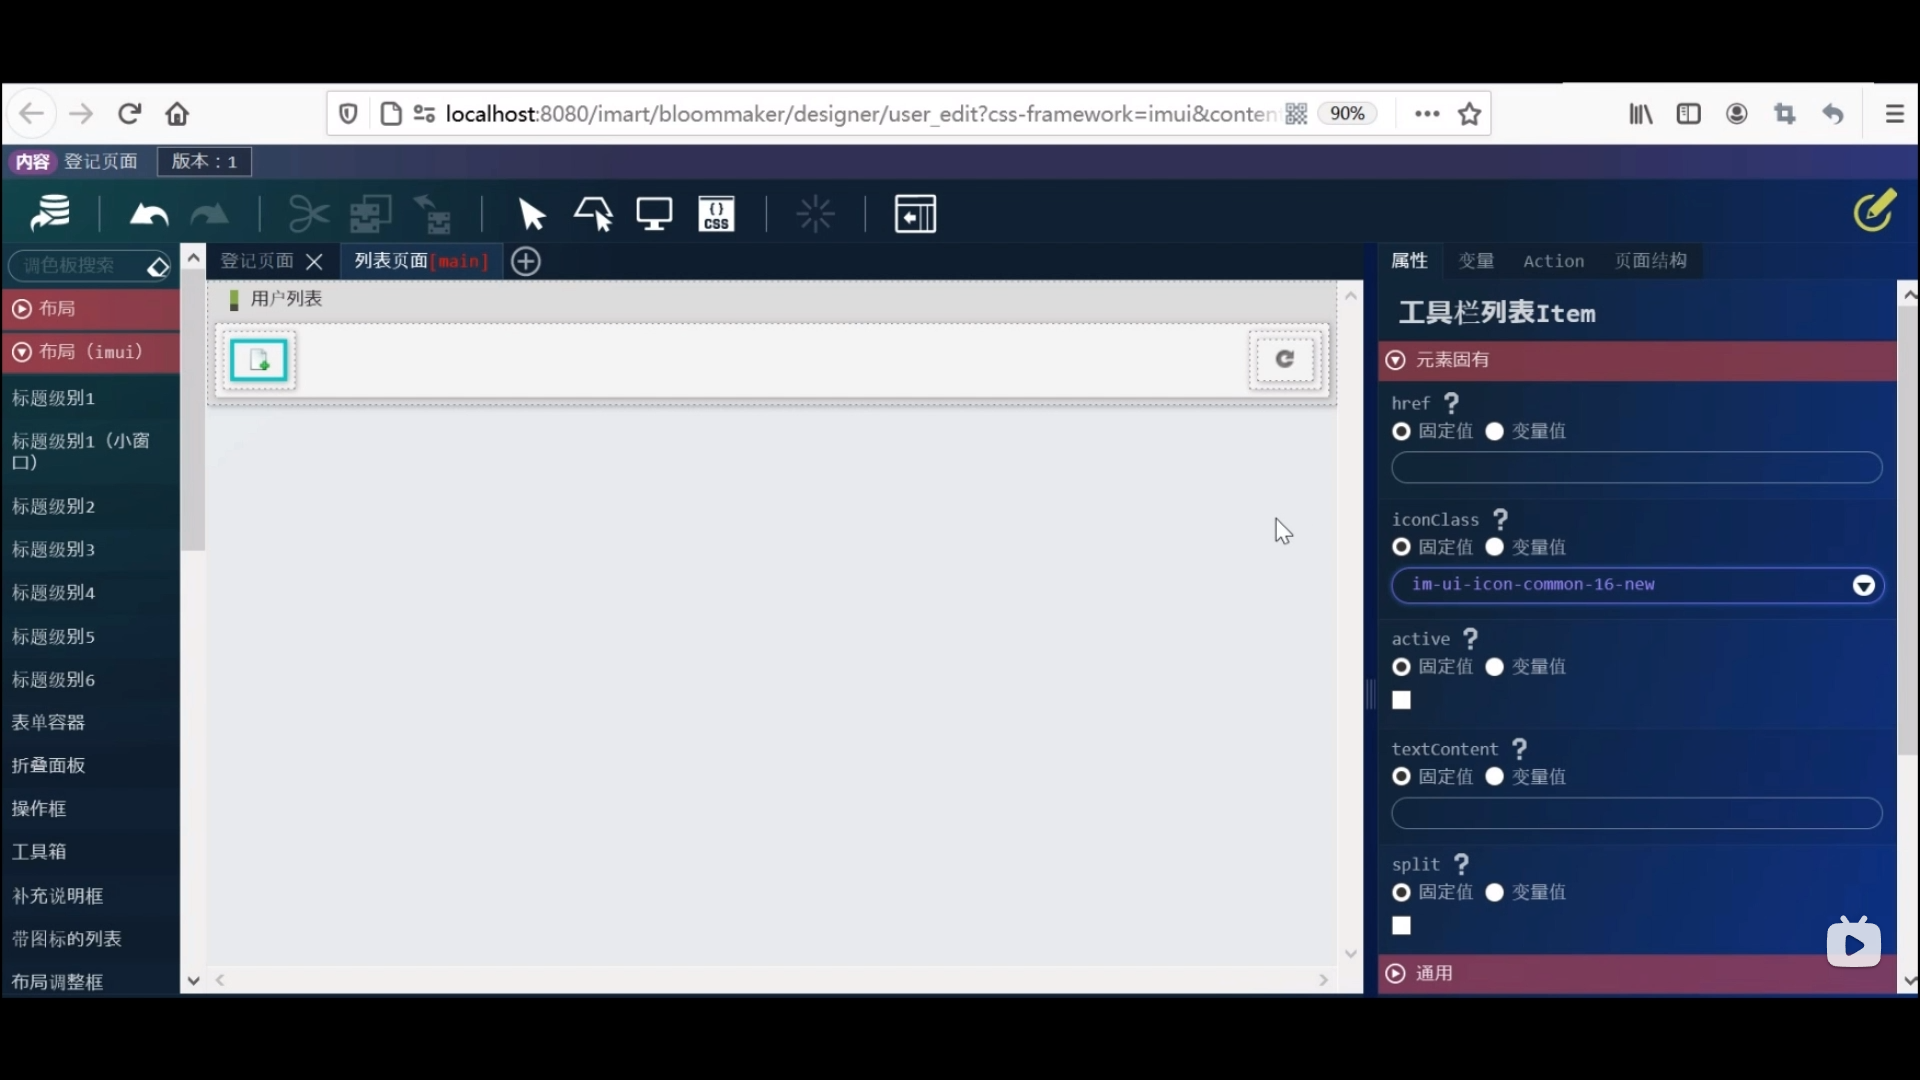 localhost:8080/imart/bloommaker/designer/user_edit?css-framework=imui&conten
90%
内容 登记页面 版本：1
{} css
调色板搜索
登记页面
列表页面[main]
属性 变量 Action 页面结构
布局
布局（imui）
标题级别1
标题级别1（小窗
口）
标题级别2
标题级别3
标题级别4
标题级别5
标题级别6
表单容器
折叠面板
操作框
工具箱
补充说明框
带图标的列表
布局调整框
用户列表
工具栏列表Item
元素固有
href ?
固定值 变量值
iconClass ?
固定值 变量值
im-ui-icon-common-16-new
active ?
固定值 变量值
textContent ?
固定值 变量值
split ?
固定值 变量值
通用